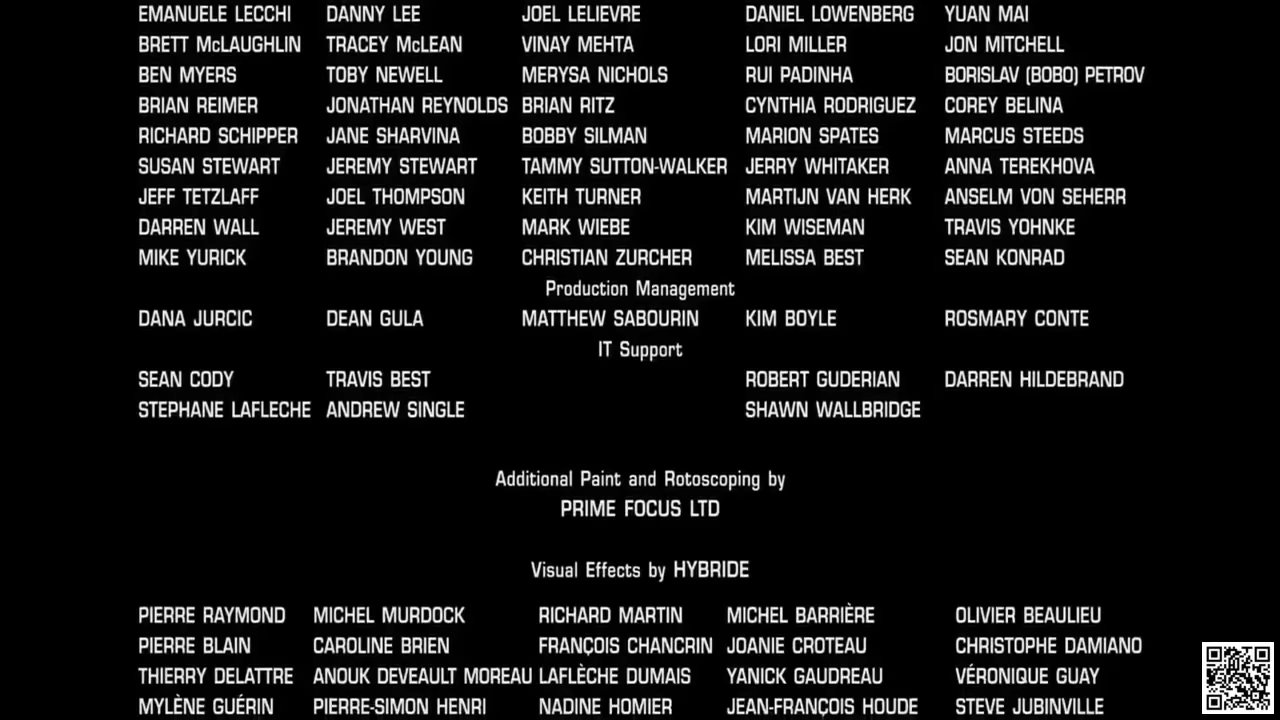 EMANUELE LECCHI DANNY LEE JOEL LELIEVRE DANIEL LOWENBERG YUAN MAI
BRETT McLAUGHLIN TRACEY McLEAN VINAY MEHTA LORI MILLER JON MITCHELL
BEN MYERS TOBY NEWELL MERYSA NICHOLS RUI PADINHA BORISLAV (BOBO) PETROV
BRIAN REIMER JONATHAN REYNOLDS BRIAN RITZ CYNTHIA RODRIGUEZ COREY BELINA
RICHARD SCHIPPER JANE SHARVINA BOBBY SILMAN MARION SPATES MARCUS STEEDS
SUSAN STEWART JEREMY STEWART TAMMY SUTTON-WALKER JERRY WHITAKER ANNA TEREKHOVA
JEFF TETZLAFF JOEL THOMPSON KEITH TURNER MARTIJN VAN HERK ANSELM VON SEHERR
DARREN WALL JEREMY WEST MARK WIEBE KIM WISEMAN TRAVIS YOHNKE
MIKE YURICK BRANDON YOUNG CHRISTIAN ZURCHER MELISSA BEST SEAN KONRAD
Production Management
DANA JURCIC DEAN GULA MATTHEW SABOURIN KIM BOYLE ROSMARY CONTE
IT Support
SEAN CODY TRAVIS BEST ROBERT GUDERIAN DARREN HILDEBRAND
STEPHANE LAFLECHE ANDREW SINGLE SHAWN WALLBRIDGE
Additional Paint and Rotoscoping by
PRIME FOCUS LTD
Visual Effects by HYBRIDE
PIERRE RAYMOND MICHEL MURDOCK RICHARD MARTIN MICHEL BARRIÈRE OLIVIER BEAULIEU
PIERRE BLAIN CAROLINE BRIEN FRANÇOIS CHANCRIN JOANIE CROTEAU CHRISTOPHE DAMIANO
THIERRY DELATTRE ANOUK DEVEAULT MOREAU LAFLÈCHE DUMAIS YANICK GAUDREAU VÉRONIQUE GUAY
MYLÈNE GUÉRIN PIERRE-SIMON HENRI NADINE HOMIER JEAN-FRANÇOIS HOUDE STEVE JUBINVILLE